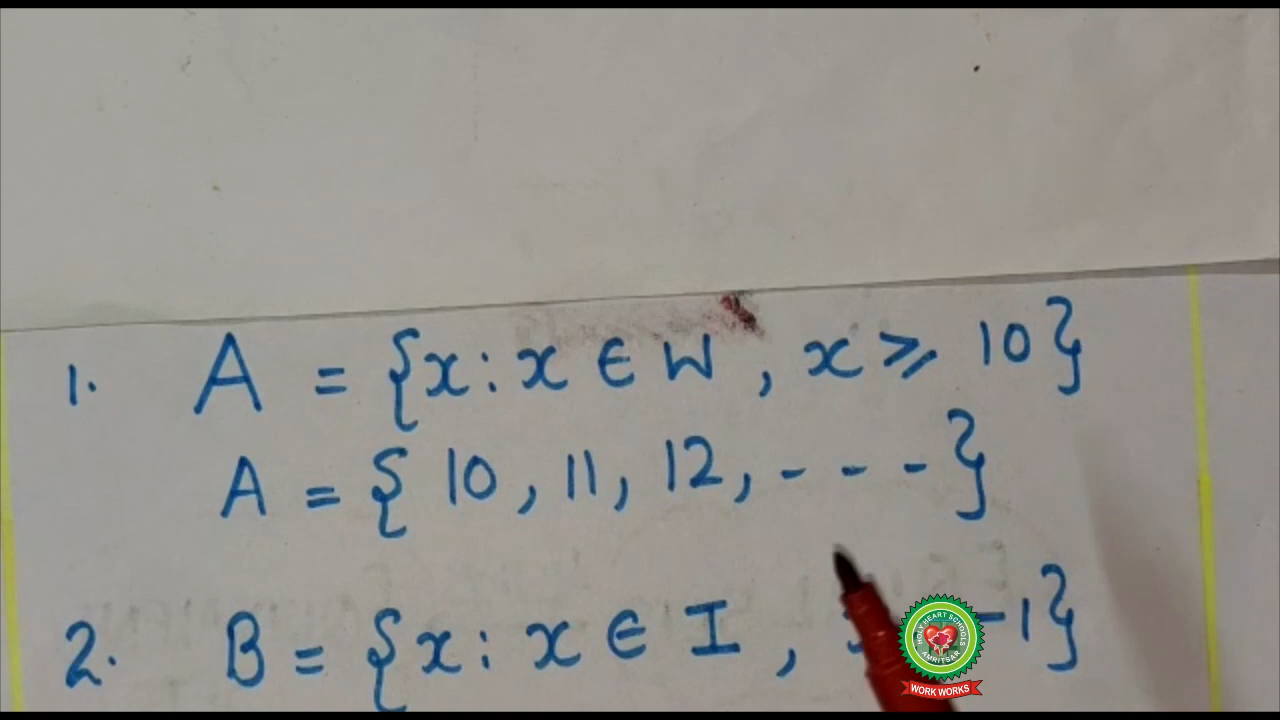 1. A = {x : x ∈ W , x ⩾ 10}
A = { 10 , 11 , 12 , - - - }
2. B = {x : x ∈ I , -1}
HOLY HEART SCHOOLS
AMRITSAR
WORK WORKS